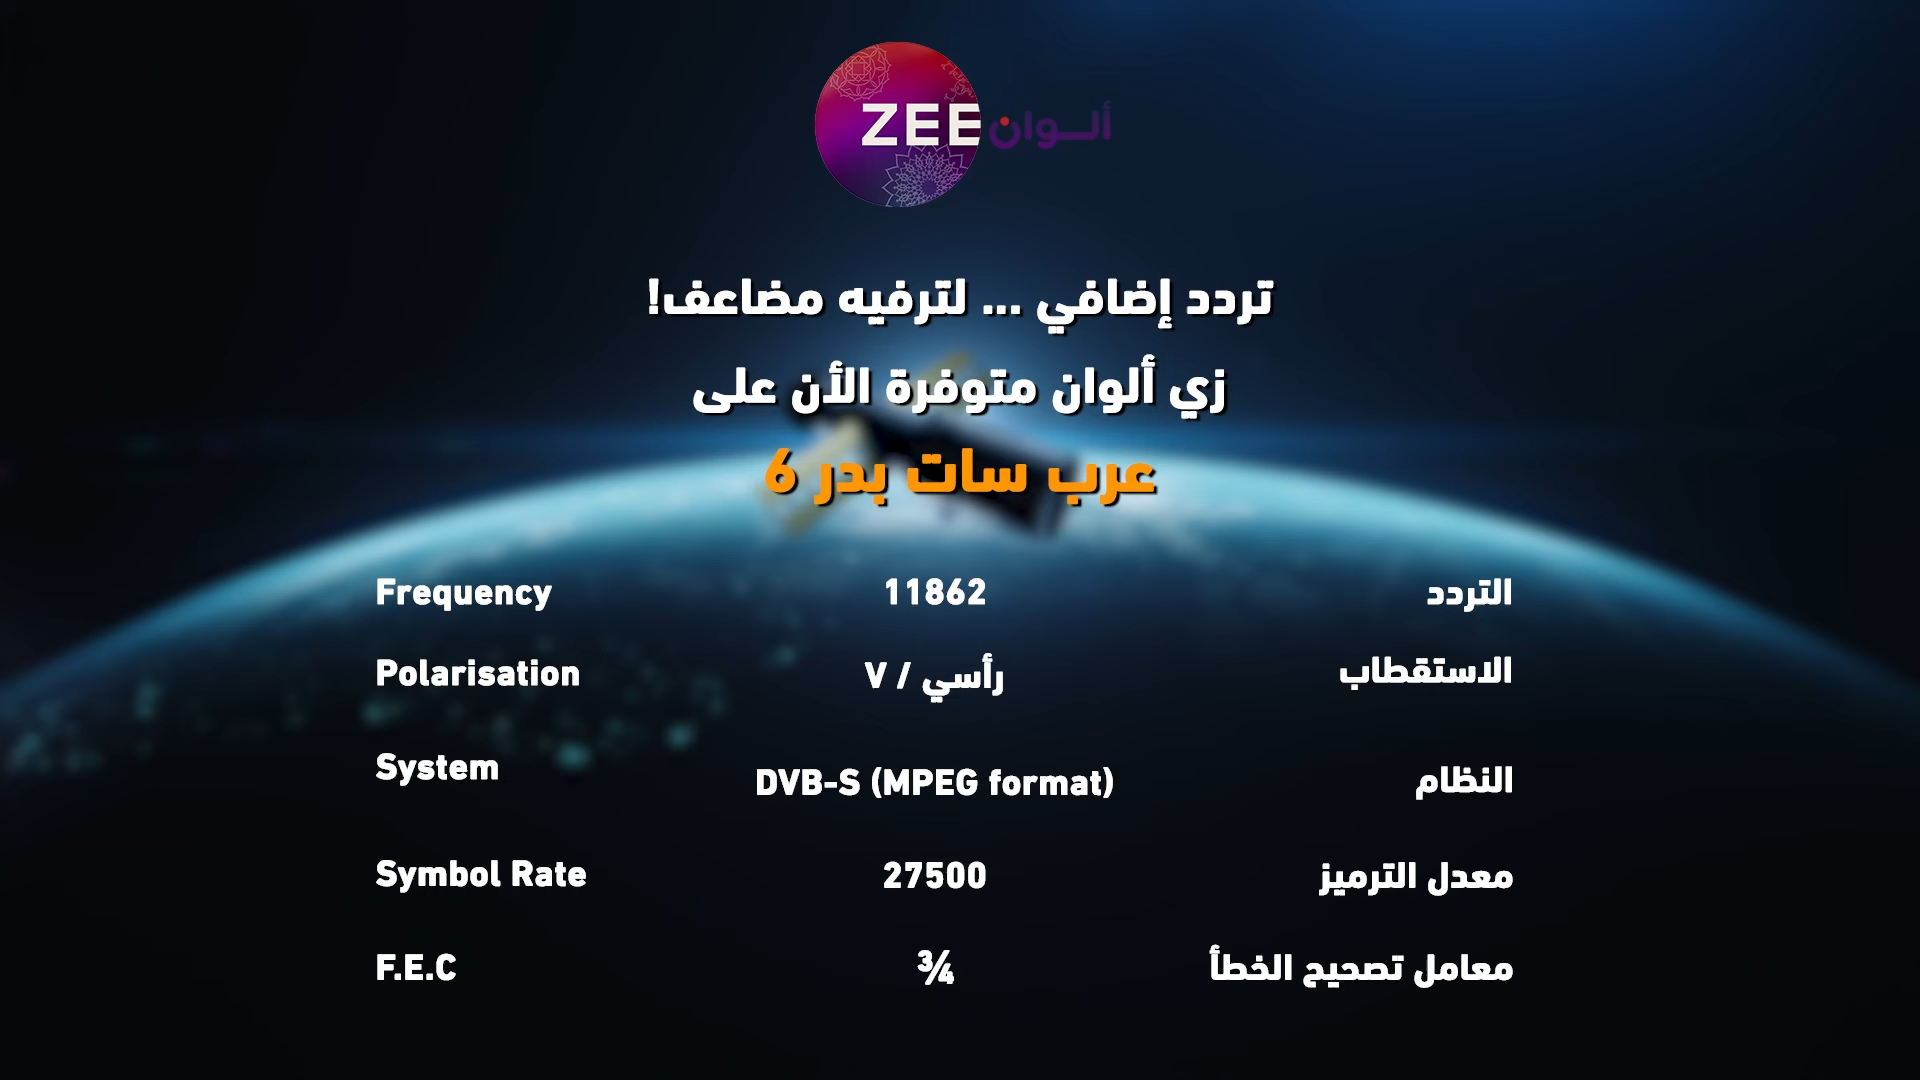 ZEE ألوان
تردد إضافي ... لترفيه مضاعف!
زي ألوان متوفرة الأن على
عرب سات بدر 6
Frequency 11862 التردد
Polarisation رأسي / V الاستقطاب
System DVB-S (MPEG format) النظام
Symbol Rate 27500 معدل الترميز
F.E.C ¾ معامل تصحيح الخطأ